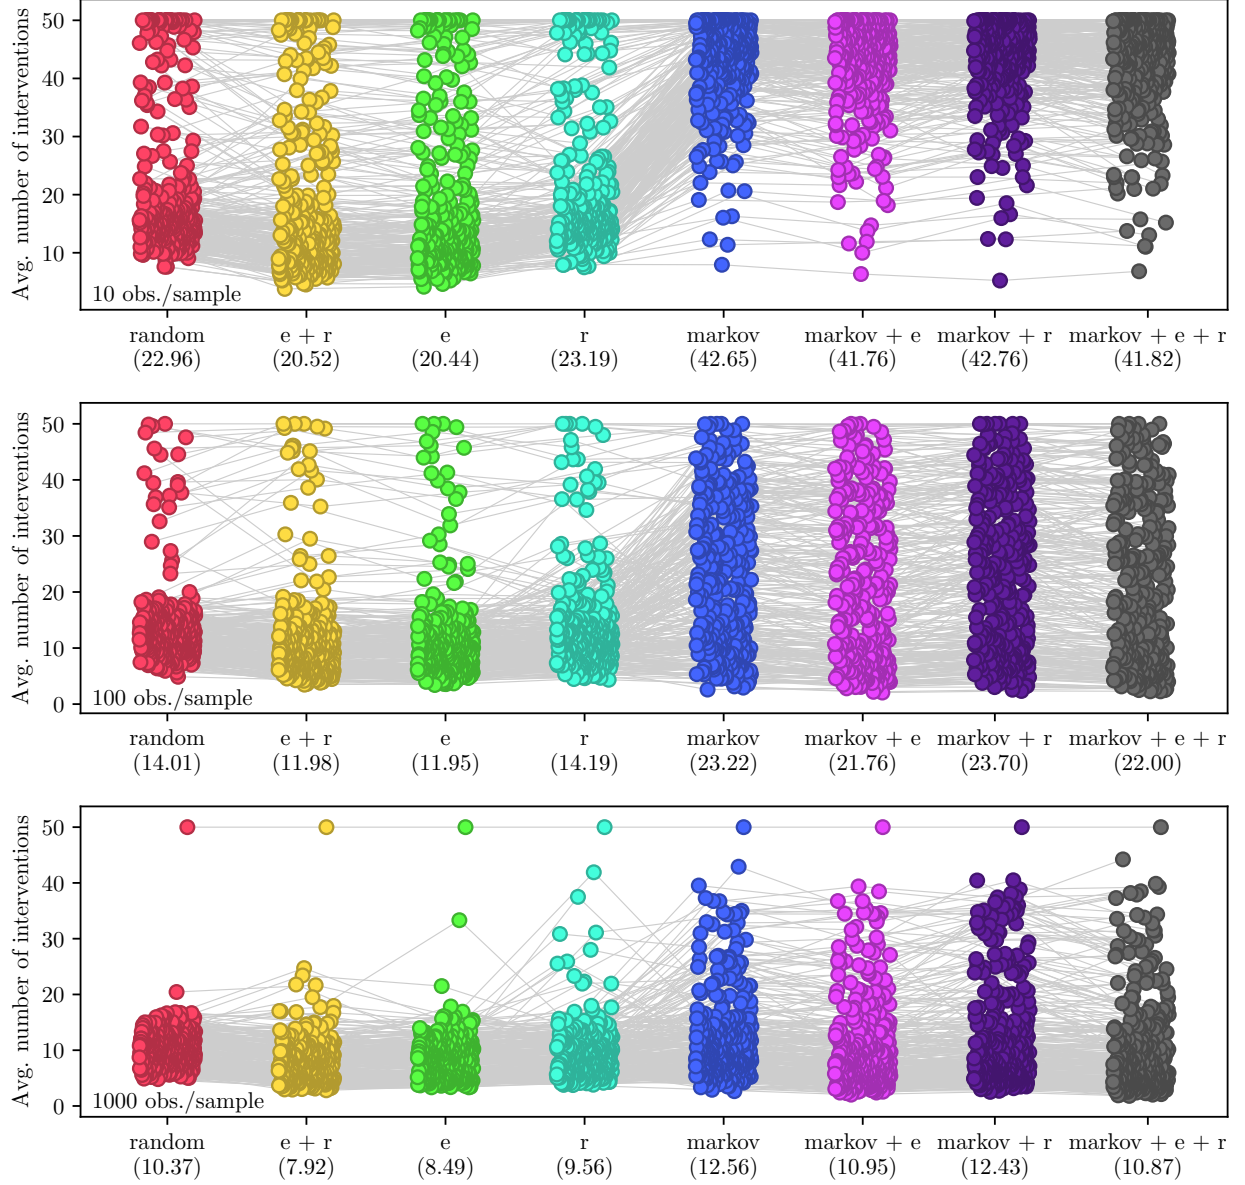 Avg. number of interventions
50
40
30
20
10
10 obs./sample
random e + r e r markov markov + e markov + r markov + e + r
(22.96) (20.52) (20.44) (23.19) (42.65) (41.76) (42.76) (41.82)
Avg. number of interventions
50
40
30
20
10
0
100 obs./sample
random e + r e r markov markov + e markov + r markov + e + r
(14.01) (11.98) (11.95) (14.19) (23.22) (21.76) (23.70) (22.00)
Avg. number of interventions
50
40
30
20
10
0
1000 obs./sample
random e + r e r markov markov + e markov + r markov + e + r
(10.37) (7.92) (8.49) (9.56) (12.56) (10.95) (12.43) (10.87)